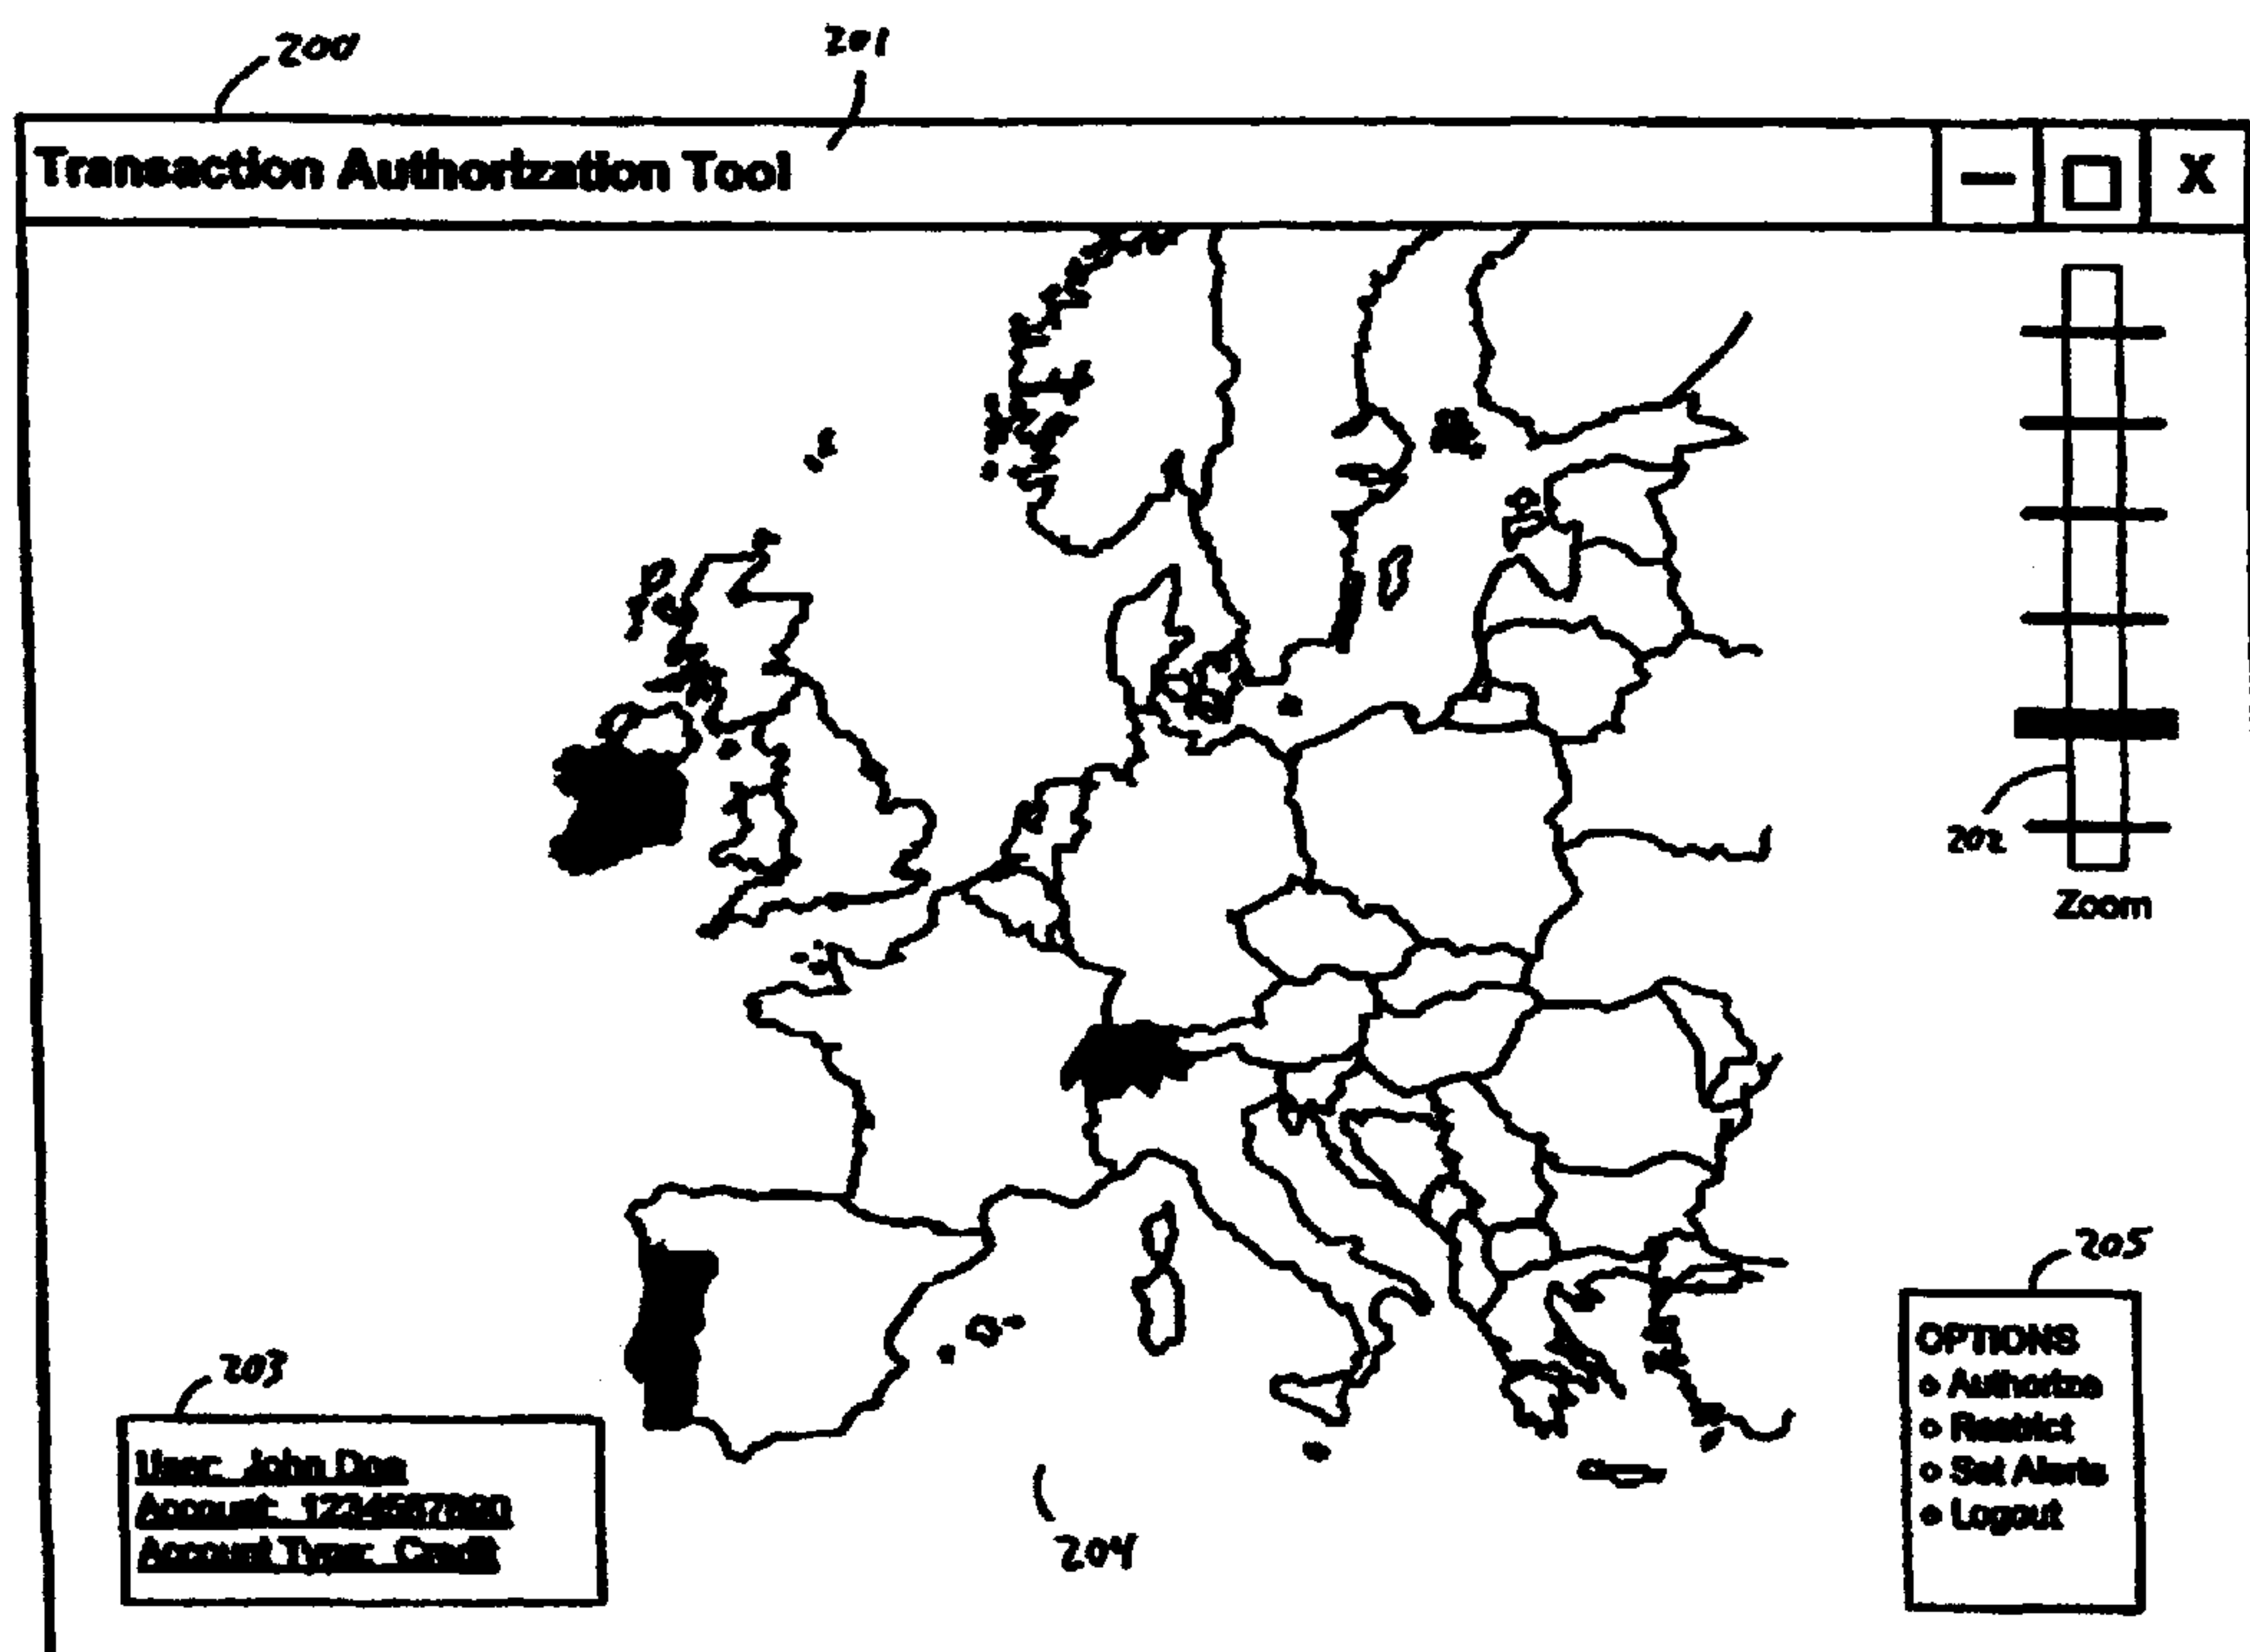 200
201
Transaction Authorization Tool
X
202
Zoom
205
OPTIONS
Authorize
Restrict
Set Alerts
Logout
203
User: John Doe
Account: 1234567890
Account Type: Credit
204